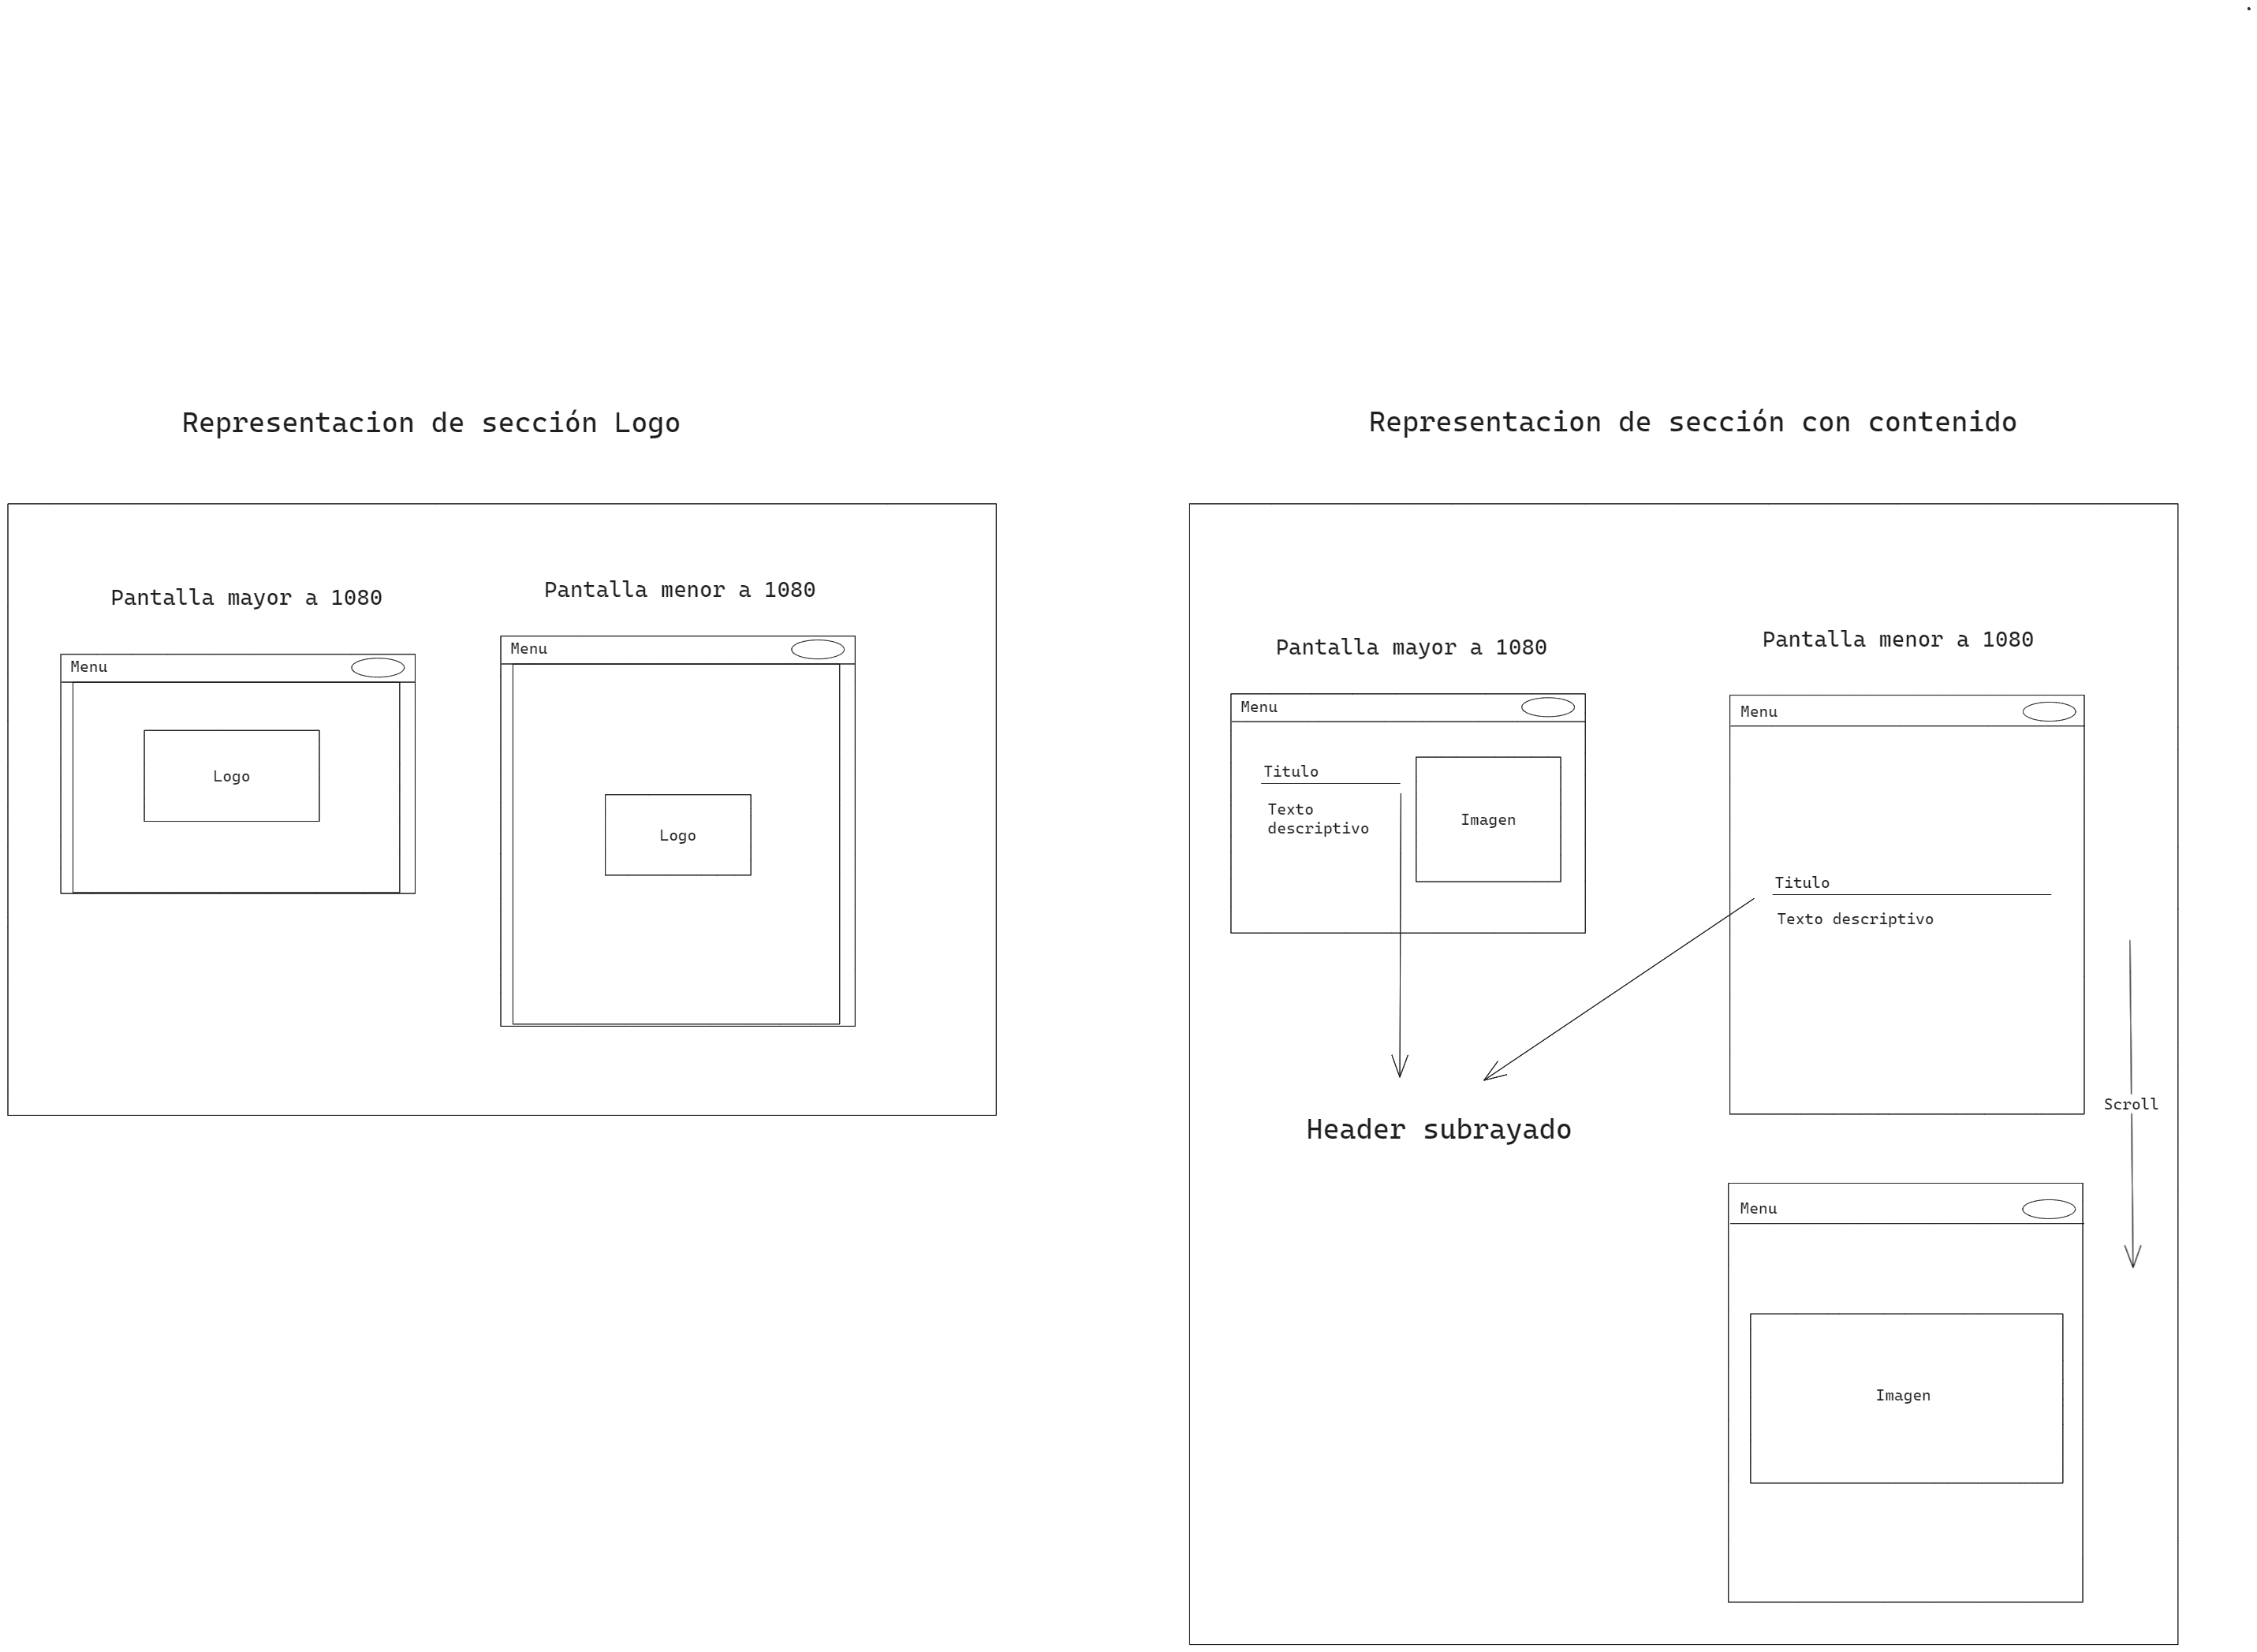 Representacion de sección Logo
Pantalla mayor a 1080
Menu
Logo
Pantalla menor a 1080
Menu
Logo
Representacion de sección con contenido
Pantalla mayor a 1080
Menu
Titulo
Texto
descriptivo
Imagen
Header subrayado
Pantalla menor a 1080
Menu
Titulo
Texto descriptivo
Scroll
Menu
Imagen